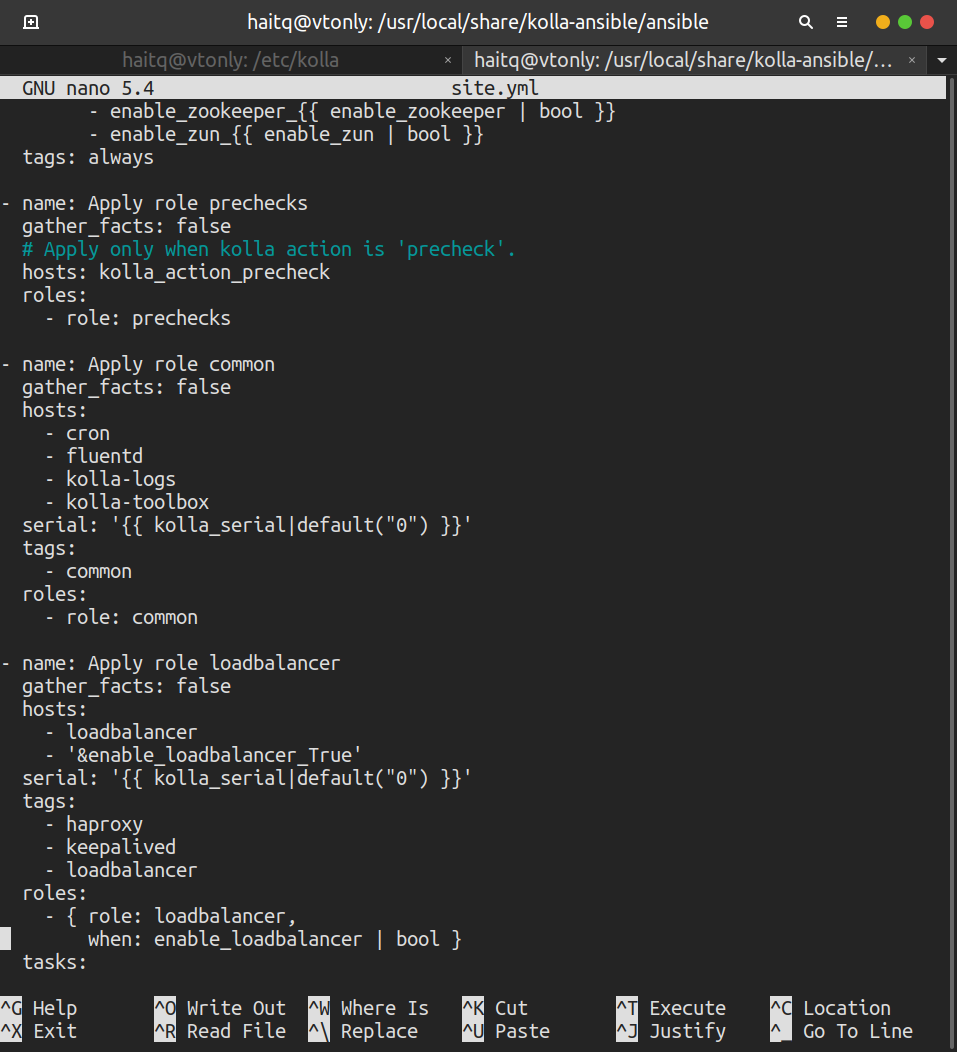 haitq@vtonly: /usr/local/share/kolla-ansible/ansible
haitq@vtonly: /etc/kolla × haitq@vtonly: /usr/local/share/kolla-ansible/... ×
GNU nano 5.4 site.yml
- enable_zookeeper_{{ enable_zookeeper | bool }}
- enable_zun_{{ enable_zun | bool }}
tags: always
- name: Apply role prechecks
gather_facts: false
# Apply only when kolla action is 'precheck'.
hosts: kolla_action_precheck
roles:
- role: prechecks
- name: Apply role common
gather_facts: false
hosts:
- cron
- fluentd
- kolla-logs
- kolla-toolbox
serial: '{{ kolla_serial|default("0") }}'
tags:
- common
roles:
- role: common
- name: Apply role loadbalancer
gather_facts: false
hosts:
- loadbalancer
- '&enable_loadbalancer_True'
serial: '{{ kolla_serial|default("0") }}'
tags:
- haproxy
- keepalived
- loadbalancer
roles:
- { role: loadbalancer,
when: enable_loadbalancer | bool }
tasks:
^G Help ^O Write Out ^W Where Is ^K Cut ^T Execute ^C Location
^X Exit ^R Read File ^\ Replace ^U Paste ^J Justify ^_ Go To Line